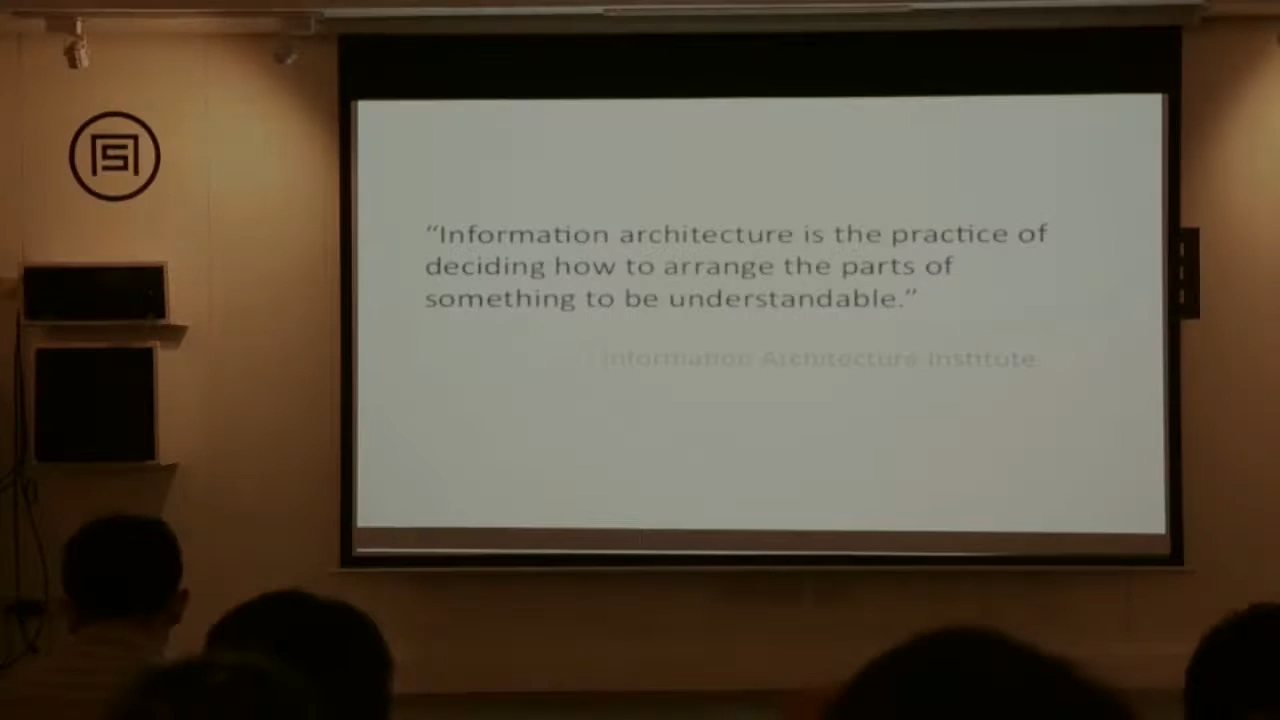 “Information architecture is the practice of
deciding how to arrange the parts of
something to be understandable.”
Information Architecture Institute